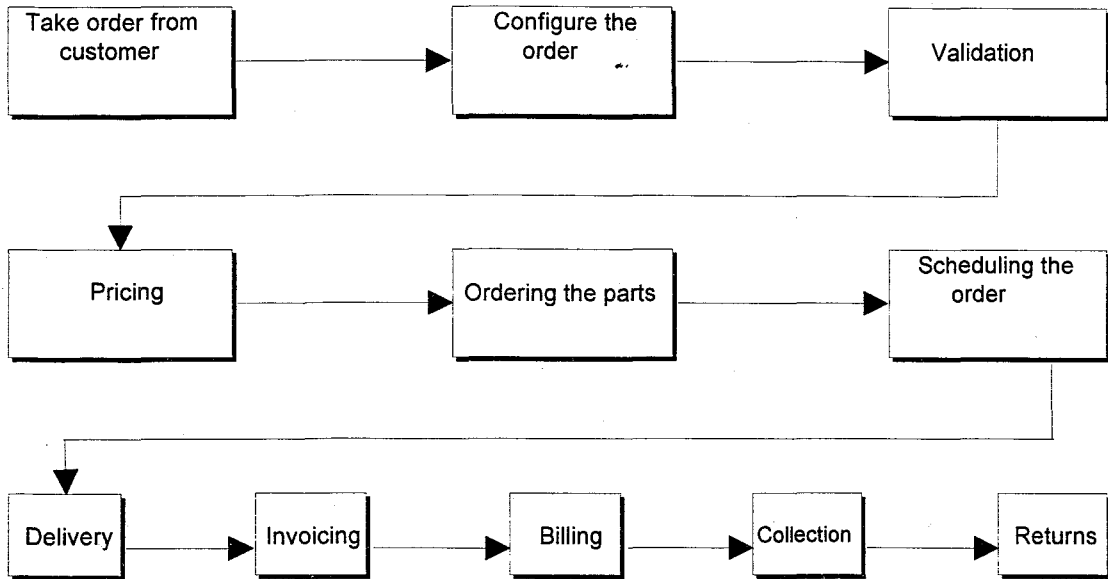 Take order from
customer
Configure the
order
Validation
Pricing
Ordering the parts
Scheduling the
order
Delivery
Invoicing
Billing
Collection
Returns